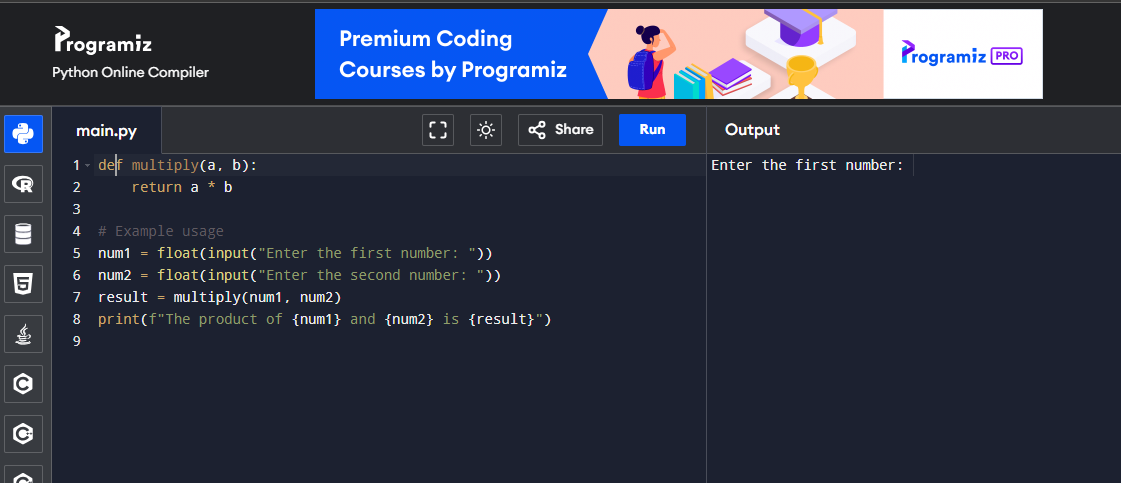 Programiz
Python Online Compiler
Premium Coding
Courses by Programiz
Programiz PRO
main.py
Share
Run
Output
1 def multiply(a, b):
2     return a * b
3
4 # Example usage
5 num1 = float(input("Enter the first number: "))
6 num2 = float(input("Enter the second number: "))
7 result = multiply(num1, num2)
8 print(f"The product of {num1} and {num2} is {result}")
9
Enter the first number: